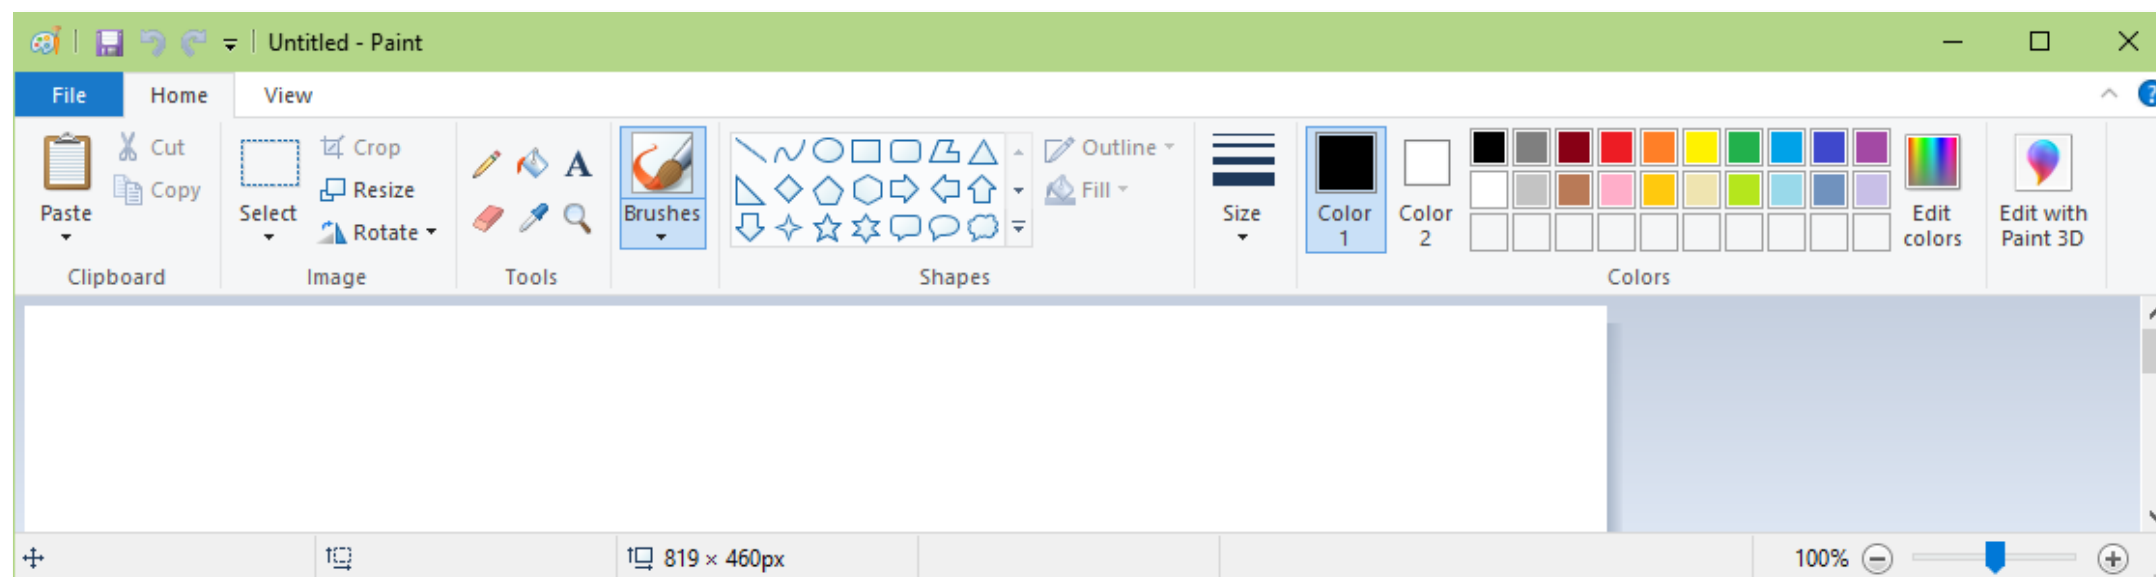 Untitled - Paint
File Home View
Paste
Cut
Copy
Clipboard
Select
Crop
Resize
Rotate
Image
A
Tools
Brushes
Shapes
Outline
Fill
Size
Color
1
Color
2
Colors
Edit
colors
Edit with
Paint 3D
?
819 × 460px
100%